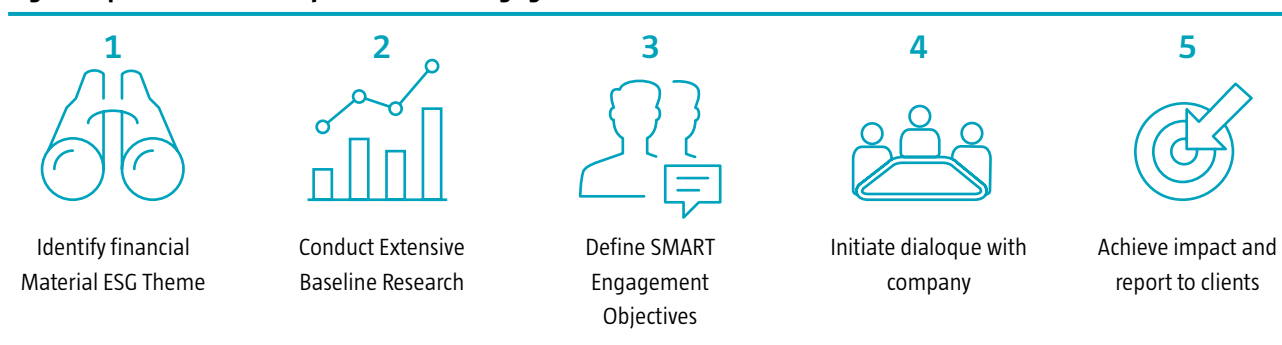 1
2
3
4
5
Identify financial
Material ESG Theme
Conduct Extensive
Baseline Research
Define SMART
Engagement
Objectives
Initiate dialogue with
company
Achieve impact and
report to clients